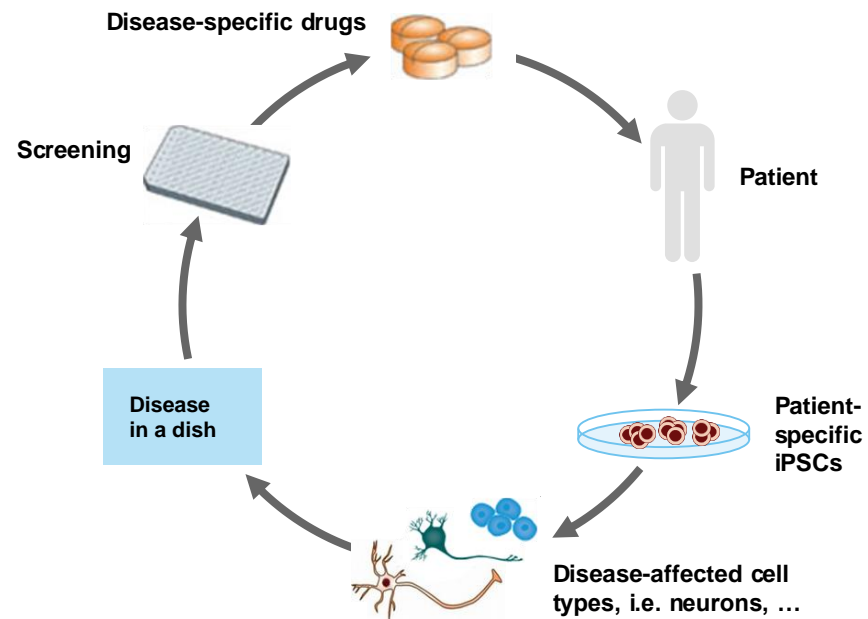 Disease-specific drugs
Screening
Patient
Disease
in a dish
Patient-
specific
iPSCs
Disease-affected cell
types, i.e. neurons, …